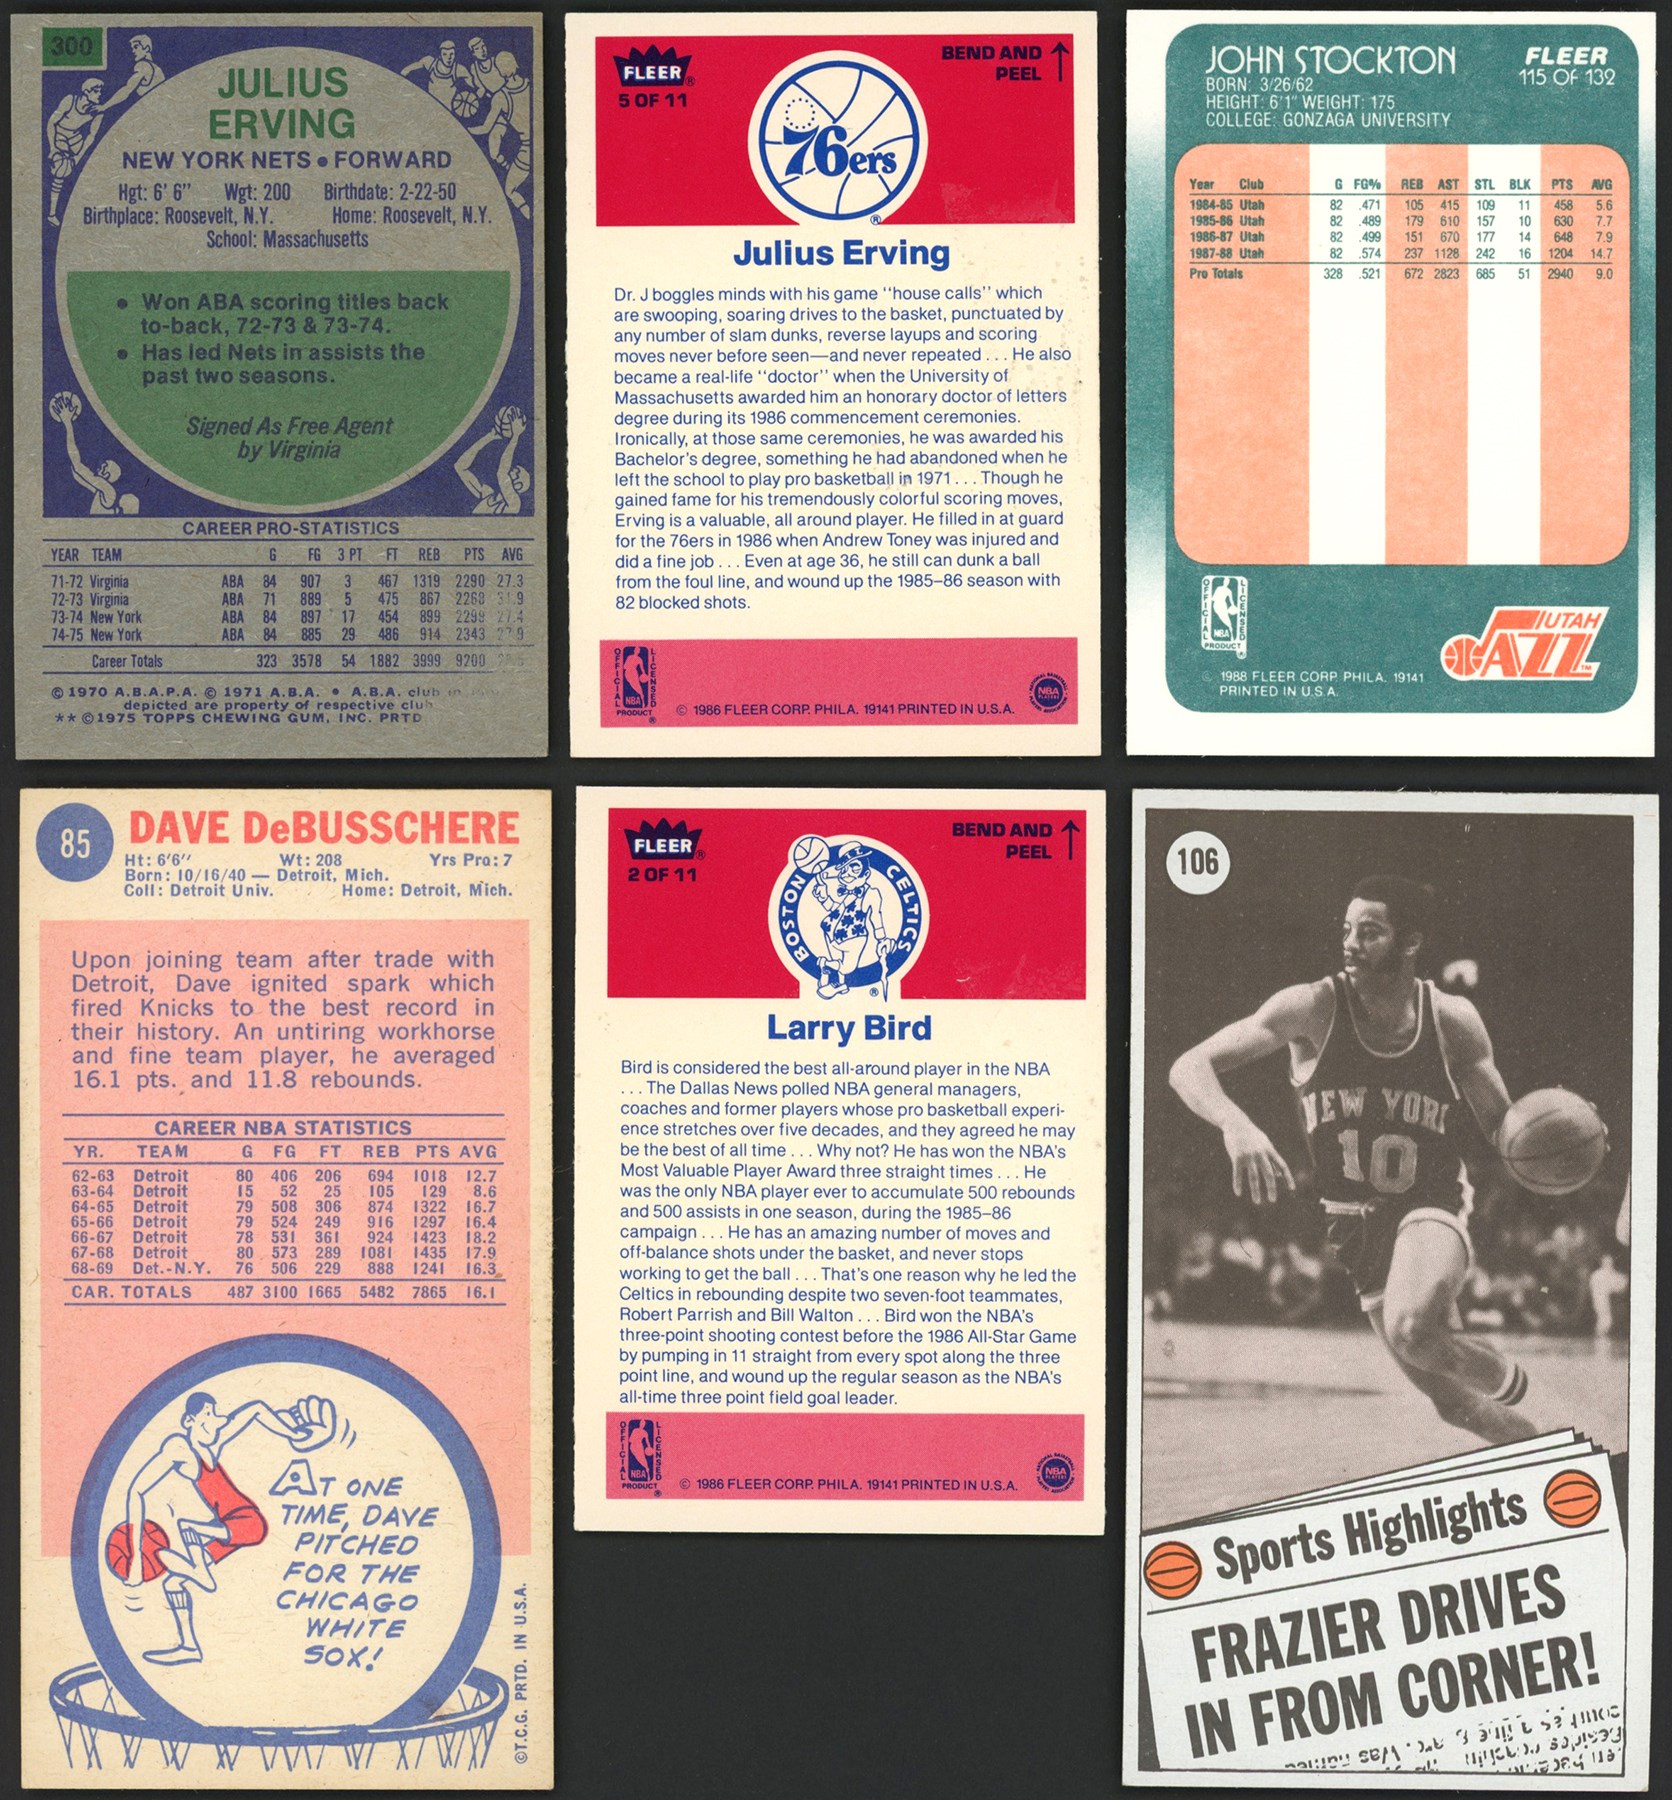 300
JULIUS
ERVING
NEW YORK NETS • FORWARD
Hgt: 6' 6" Wgt: 200 Birthdate: 2-22-50
Birthplace: Roosevelt, N.Y. Home: Roosevelt, N.Y.
School: Massachusetts
• Won ABA scoring titles back
to-back, 72-73 & 73-74.
• Has led Nets in assists the
past two seasons.
Signed As Free Agent
by Virginia
CAREER PRO-STATISTICS
YEAR TEAM G FG 3 PT FT REB PTS AVG
71-72 Virginia ABA 84 907 3 467 1319 2290 27.3
72-73 Virginia ABA 71 889 5 475 867 2268 31.9
73-74 New York ABA 84 897 17 454 899 2299 27.4
74-75 New York ABA 84 885 29 486 914 2343 27.9
Career Totals 323 3578 54 1882 3999 9200
© 1970 A.B.A.P.A. © 1971 A.B.A. • A.B.A. club
depicted are property of respective club
** © 1975 TOPPS CHEWING GUM, INC. PRTD
FLEER®
5 OF 11
BEND AND
PEEL ↑
76ers
®
Julius Erving
Dr. J boggles minds with his game "house calls" which
are swooping, soaring drives to the basket, punctuated by
any number of slam dunks, reverse layups and scoring
moves never before seen—and never repeated . . . He also
became a real-life "doctor" when the University of
Massachusetts awarded him an honorary doctor of letters
degree during its 1986 commencement ceremonies.
Ironically, at those same ceremonies, he was awarded his
Bachelor's degree, something he had abandoned when he
left the school to play pro basketball in 1971 . . . Though he
gained fame for his tremendously colorful scoring moves,
Erving is a valuable, all around player. He filled in at guard
for the 76ers in 1986 when Andrew Toney was injured and
did a fine job . . . Even at age 36, he still can dunk a ball
from the foul line, and wound up the 1985–86 season with
82 blocked shots.
OFFICIAL LICENSED
NBA
PRODUCT ®
© 1986 FLEER CORP. PHILA. 19141 PRINTED IN U.S.A.
NATIONAL BASKETBALL
NBA
PLAYERS
JOHN STOCKTON
BORN: 3/26/62
HEIGHT: 6'1" WEIGHT: 175
COLLEGE: GONZAGA UNIVERSITY
FLEER
115 OF 132
Year Club G FG% REB AST STL BLK PTS AVG
1984-85 Utah 82 .471 105 415 109 11 458 5.6
1985-86 Utah 82 .489 179 610 157 10 630 7.7
1986-87 Utah 82 .499 151 670 177 14 648 7.9
1987-88 Utah 82 .574 237 1128 242 16 1204 14.7
Pro Totals 328 .521 672 2823 685 51 2940 9.0
OFFICIAL LICENSED
NBA
PRODUCT ®
UTAH
JAZZ
TM
© 1988 FLEER CORP. PHILA. 19141
PRINTED IN U.S.A.
85
DAVE DeBUSSCHERE
Ht: 6'6" Wt: 208 Yrs Pro: 7
Born: 10/16/40 — Detroit, Mich.
Coll: Detroit Univ. Home: Detroit, Mich.
Upon joining team after trade with
Detroit, Dave ignited spark which
fired Knicks to the best record in
their history. An untiring workhorse
and fine team player, he averaged
16.1 pts. and 11.8 rebounds.
CAREER NBA STATISTICS
YR. TEAM G FG FT REB PTS AVG
62-63 Detroit 80 406 206 694 1018 12.7
63-64 Detroit 15 52 25 105 129 8.6
64-65 Detroit 79 508 306 874 1322 16.7
65-66 Detroit 79 524 249 916 1297 16.4
66-67 Detroit 78 531 361 924 1423 18.2
67-68 Detroit 80 573 289 1081 1435 17.9
68-69 Det.-N.Y. 76 506 229 888 1241 16.3
CAR. TOTALS 487 3100 1665 5482 7865 16.1
AT ONE
TIME, DAVE
PITCHED
FOR THE
CHICAGO
WHITE
SOX!
©T.C.G. PRTD. IN U.S.A.
FLEER®
2 OF 11
BEND AND
PEEL ↑
BOSTON CELTICS
®
Larry Bird
Bird is considered the best all-around player in the NBA
. . . The Dallas News polled NBA general managers,
coaches and former players whose pro basketball experi-
ence stretches over five decades, and they agreed he may
be the best of all time . . . Why not? He has won the NBA's
Most Valuable Player Award three straight times . . . He
was the only NBA player ever to accumulate 500 rebounds
and 500 assists in one season, during the 1985–86
campaign . . . He has an amazing number of moves and
off-balance shots under the basket, and never stops
working to get the ball . . . That's one reason why he led the
Celtics in rebounding despite two seven-foot teammates,
Robert Parrish and Bill Walton . . . Bird won the NBA's
three-point shooting contest before the 1986 All-Star Game
by pumping in 11 straight from every spot along the three
point line, and wound up the regular season as the NBA's
all-time three point field goal leader.
OFFICIAL LICENSED
NBA
PRODUCT ®
© 1986 FLEER CORP. PHILA. 19141 PRINTED IN U.S.A.
NATIONAL BASKETBALL
NBA
PLAYERS
106
NEW YORK
10
Sports Highlights
FRAZIER DRIVES
IN FROM CORNER!